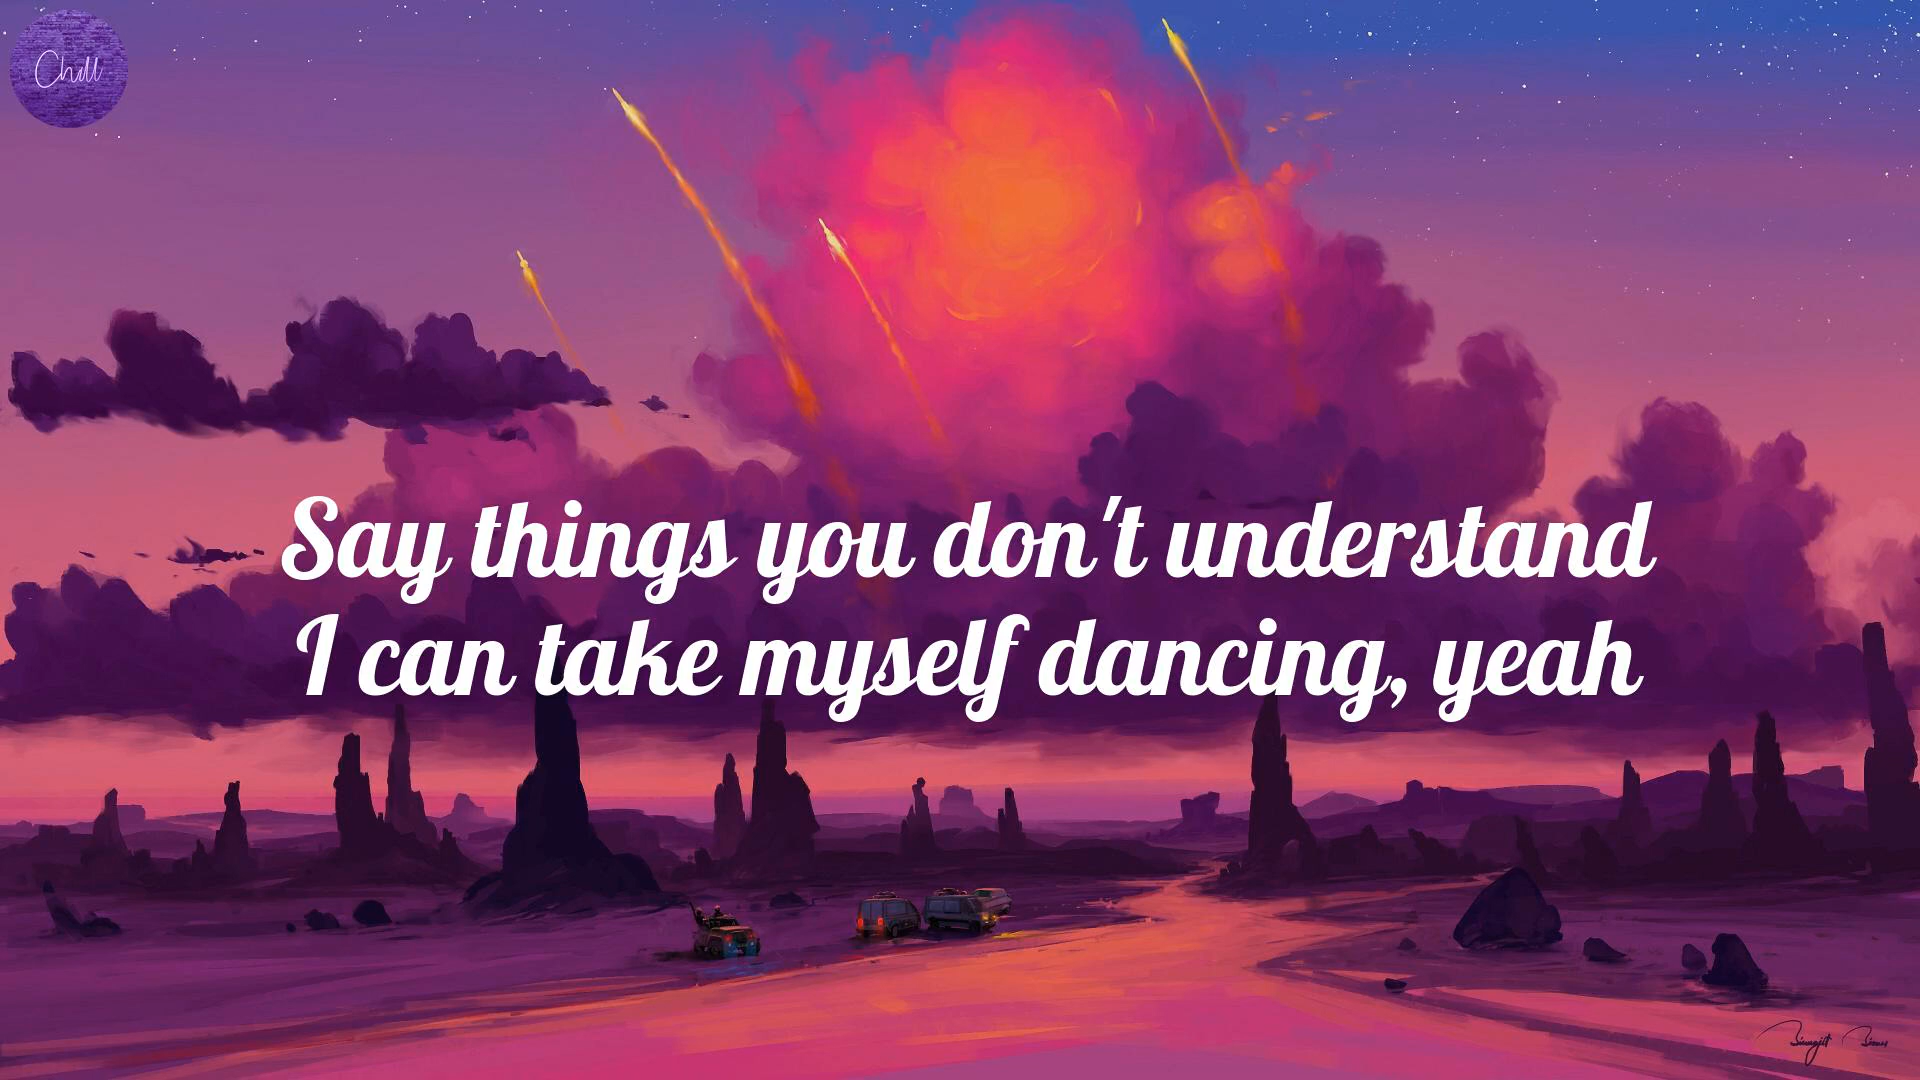 Chill
Say things you don't understand
I can take myself dancing, yeah